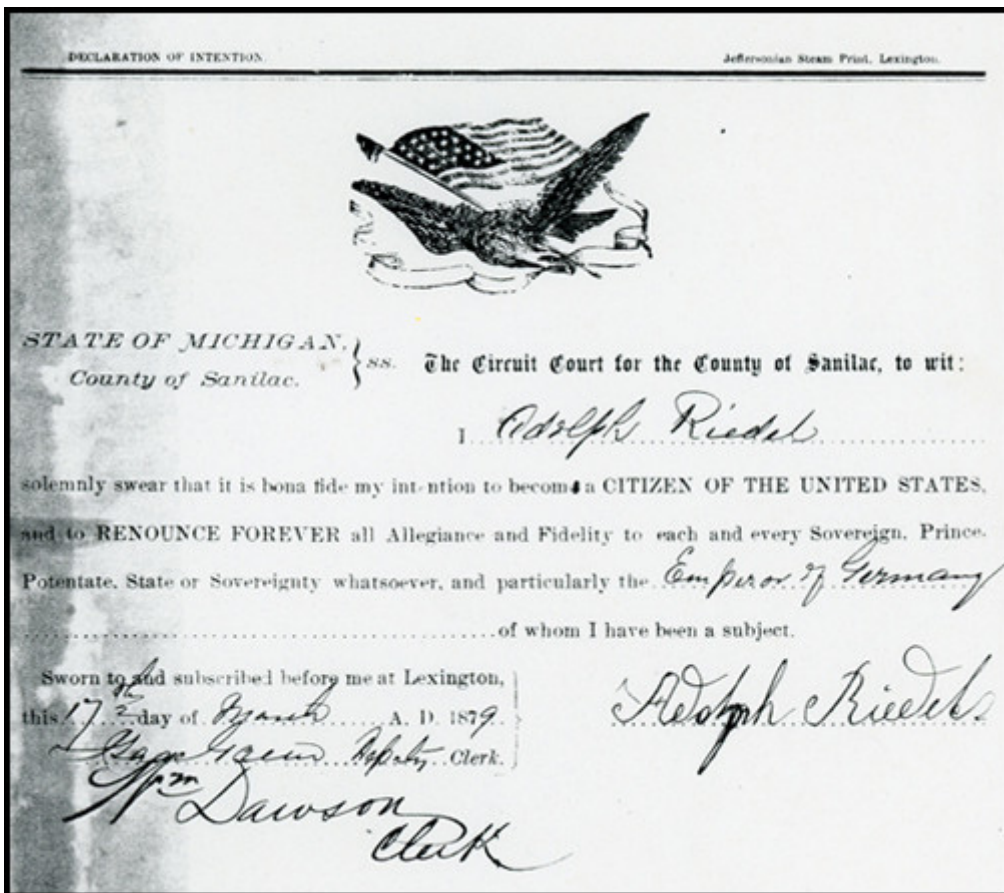 DECLARATION OF INTENTION. Jeffersonian Steam Print, Lexington.
STATE OF MICHIGAN,
County of Sanilac.
} ss. The Circuit Court for the County of Sanilac, to wit:
I Adolph Riedel
solemnly swear that it is bona fide my intention to become a CITIZEN OF THE UNITED STATES,
and to RENOUNCE FOREVER all Allegiance and Fidelity to each and every Sovereign, Prince,
Potentate, State or Sovereignty whatsoever, and particularly the Emperor of Germany
of whom I have been a subject.
Sworn to and subscribed before me at Lexington,
this 17th day of March A. D. 1879.
Deputy Clerk.
Wm Dawson
Clerk
Adolph Riedel